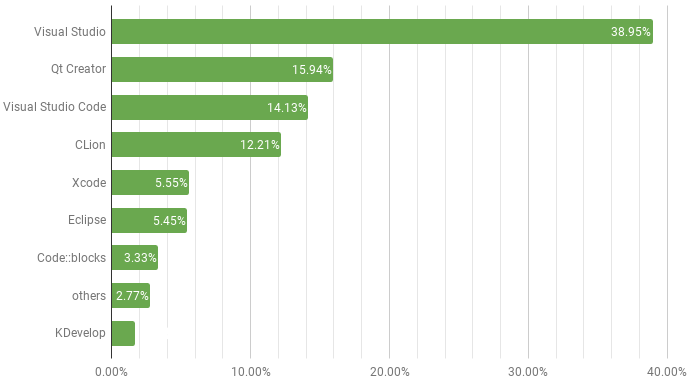 Visual Studio 38.95%
Qt Creator 15.94%
Visual Studio Code 14.13%
CLion 12.21%
Xcode 5.55%
Eclipse 5.45%
Code::blocks 3.33%
others 2.77%
KDevelop
0.00% 10.00% 20.00% 30.00% 40.00%